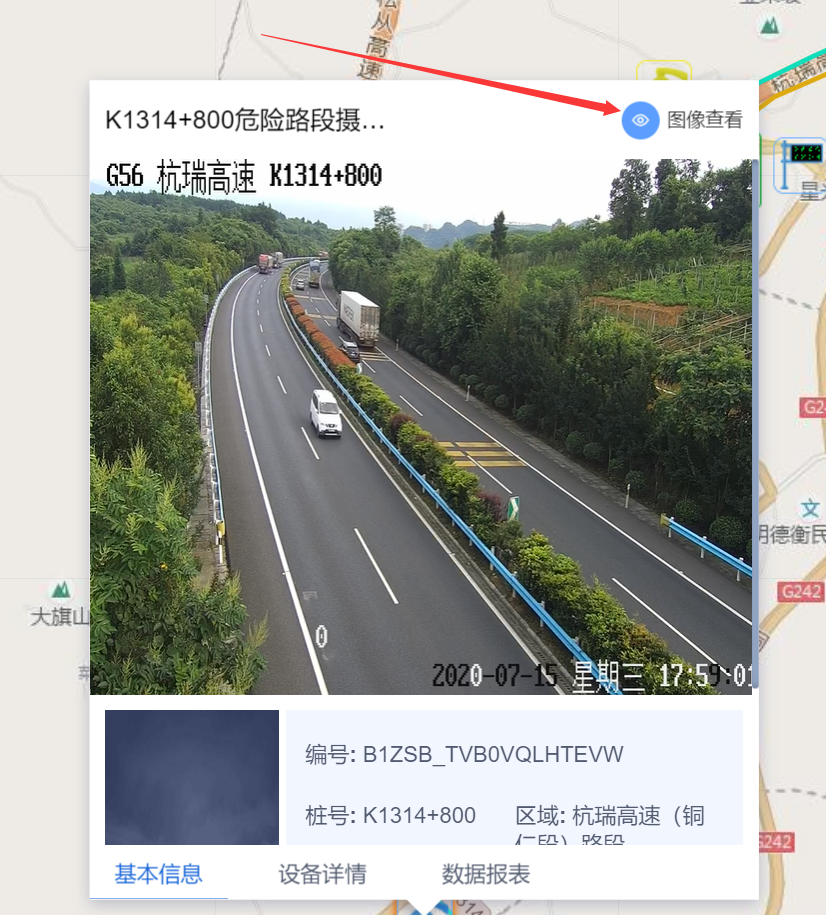 从
高
速
杭瑞高
K1314+800危险路段摄…
图像查看
G56 杭瑞高速 K1314+800
G2
文
明德衡民
G242
大旗山
0
2020-07-15 星期三 17:59:01
编号: B1ZSB_TVB0VQLHTEVW
桩号: K1314+800
区域: 杭瑞高速（铜
仁段）路段
G242
基本信息
设备详情
数据报表